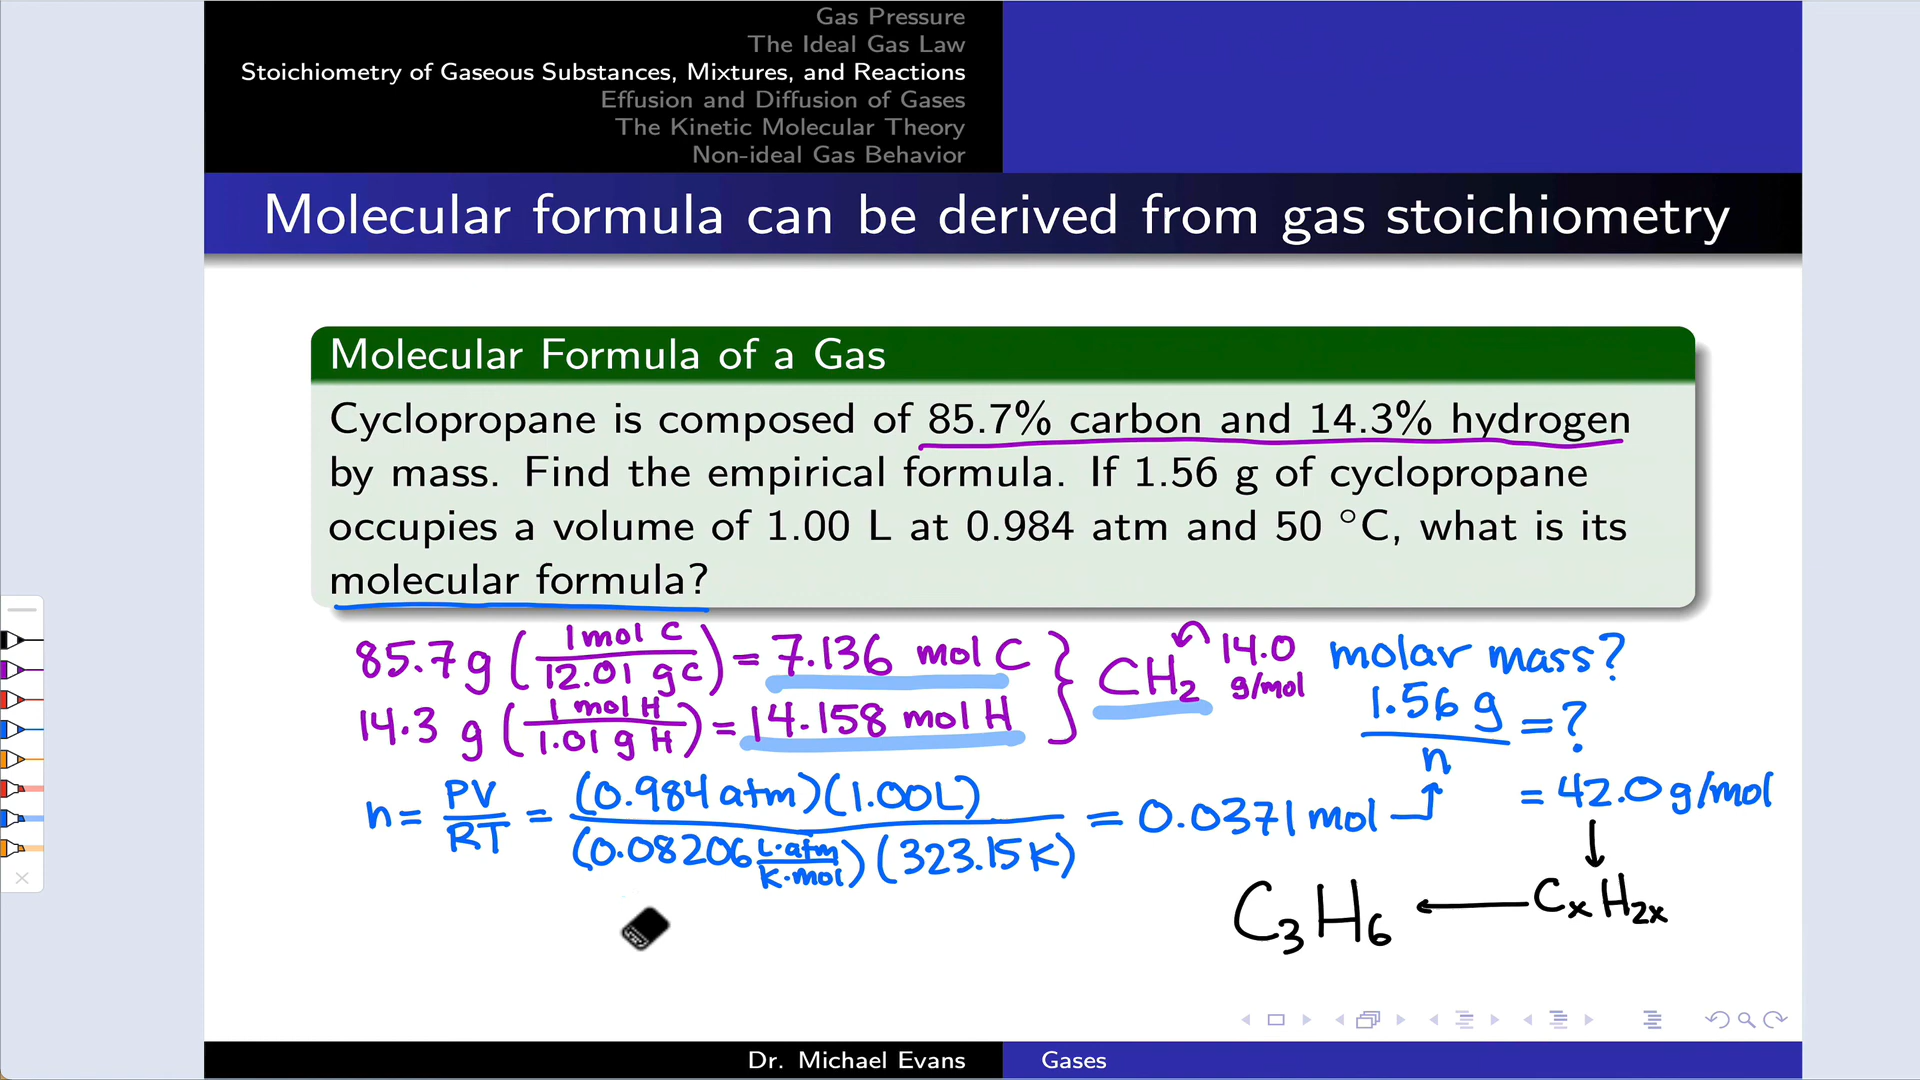 Gas Pressure
The Ideal Gas Law
Stoichiometry of Gaseous Substances, Mixtures, and Reactions
Effusion and Diffusion of Gases
The Kinetic Molecular Theory
Non-ideal Gas Behavior
Molecular formula can be derived from gas stoichiometry
Molecular Formula of a Gas
Cyclopropane is composed of 85.7% carbon and 14.3% hydrogen
by mass. Find the empirical formula. If 1.56 g of cyclopropane
occupies a volume of 1.00 L at 0.984 atm and 50 °C, what is its
molecular formula?
85.7 g (1 mol C / 12.01 g C) = 7.136 mol C
14.3 g (1 mol H / 1.01 g H) = 14.158 mol H
} CH₂ 14.0 g/mol
molar mass?
1.56 g / n = ?
n = PV / RT = (0.984 atm)(1.00 L) / (0.08206 L·atm / K·mol)(323.15 K) = 0.0371 mol
= 42.0 g/mol
C₃H₆ ← CₓH₂ₓ
Dr. Michael Evans
Gases